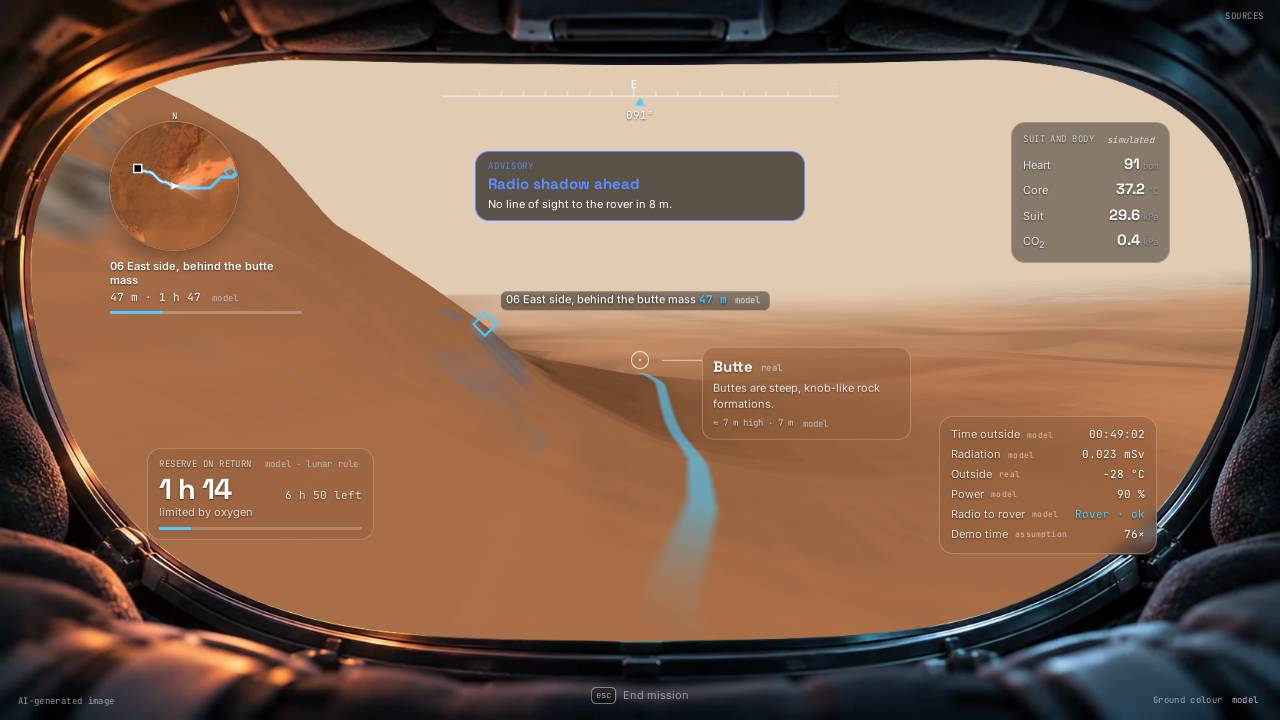 SOURCES
E
091°
N
06 East side, behind the butte
mass
47 m · 1 h 47 model
ADVISORY
Radio shadow ahead
No line of sight to the rover in 8 m.
SUIT AND BODY simulated
Heart 91 bpm
Core 37.2 °C
Suit 29.6 kPa
CO2 0.4 kPa
06 East side, behind the butte mass 47 m model
Butte real
Buttes are steep, knob-like rock
formations.
≈ 7 m high · 7 m model
RESERVE ON RETURN model · lunar rule
1 h 14 6 h 50 left
limited by oxygen
Time outside model 00:49:02
Radiation model 0.023 mSv
Outside real -28 °C
Power model 90 %
Radio to rover model Rover · ok
Demo time assumption 76×
AI-generated image
esc End mission
Ground colour model